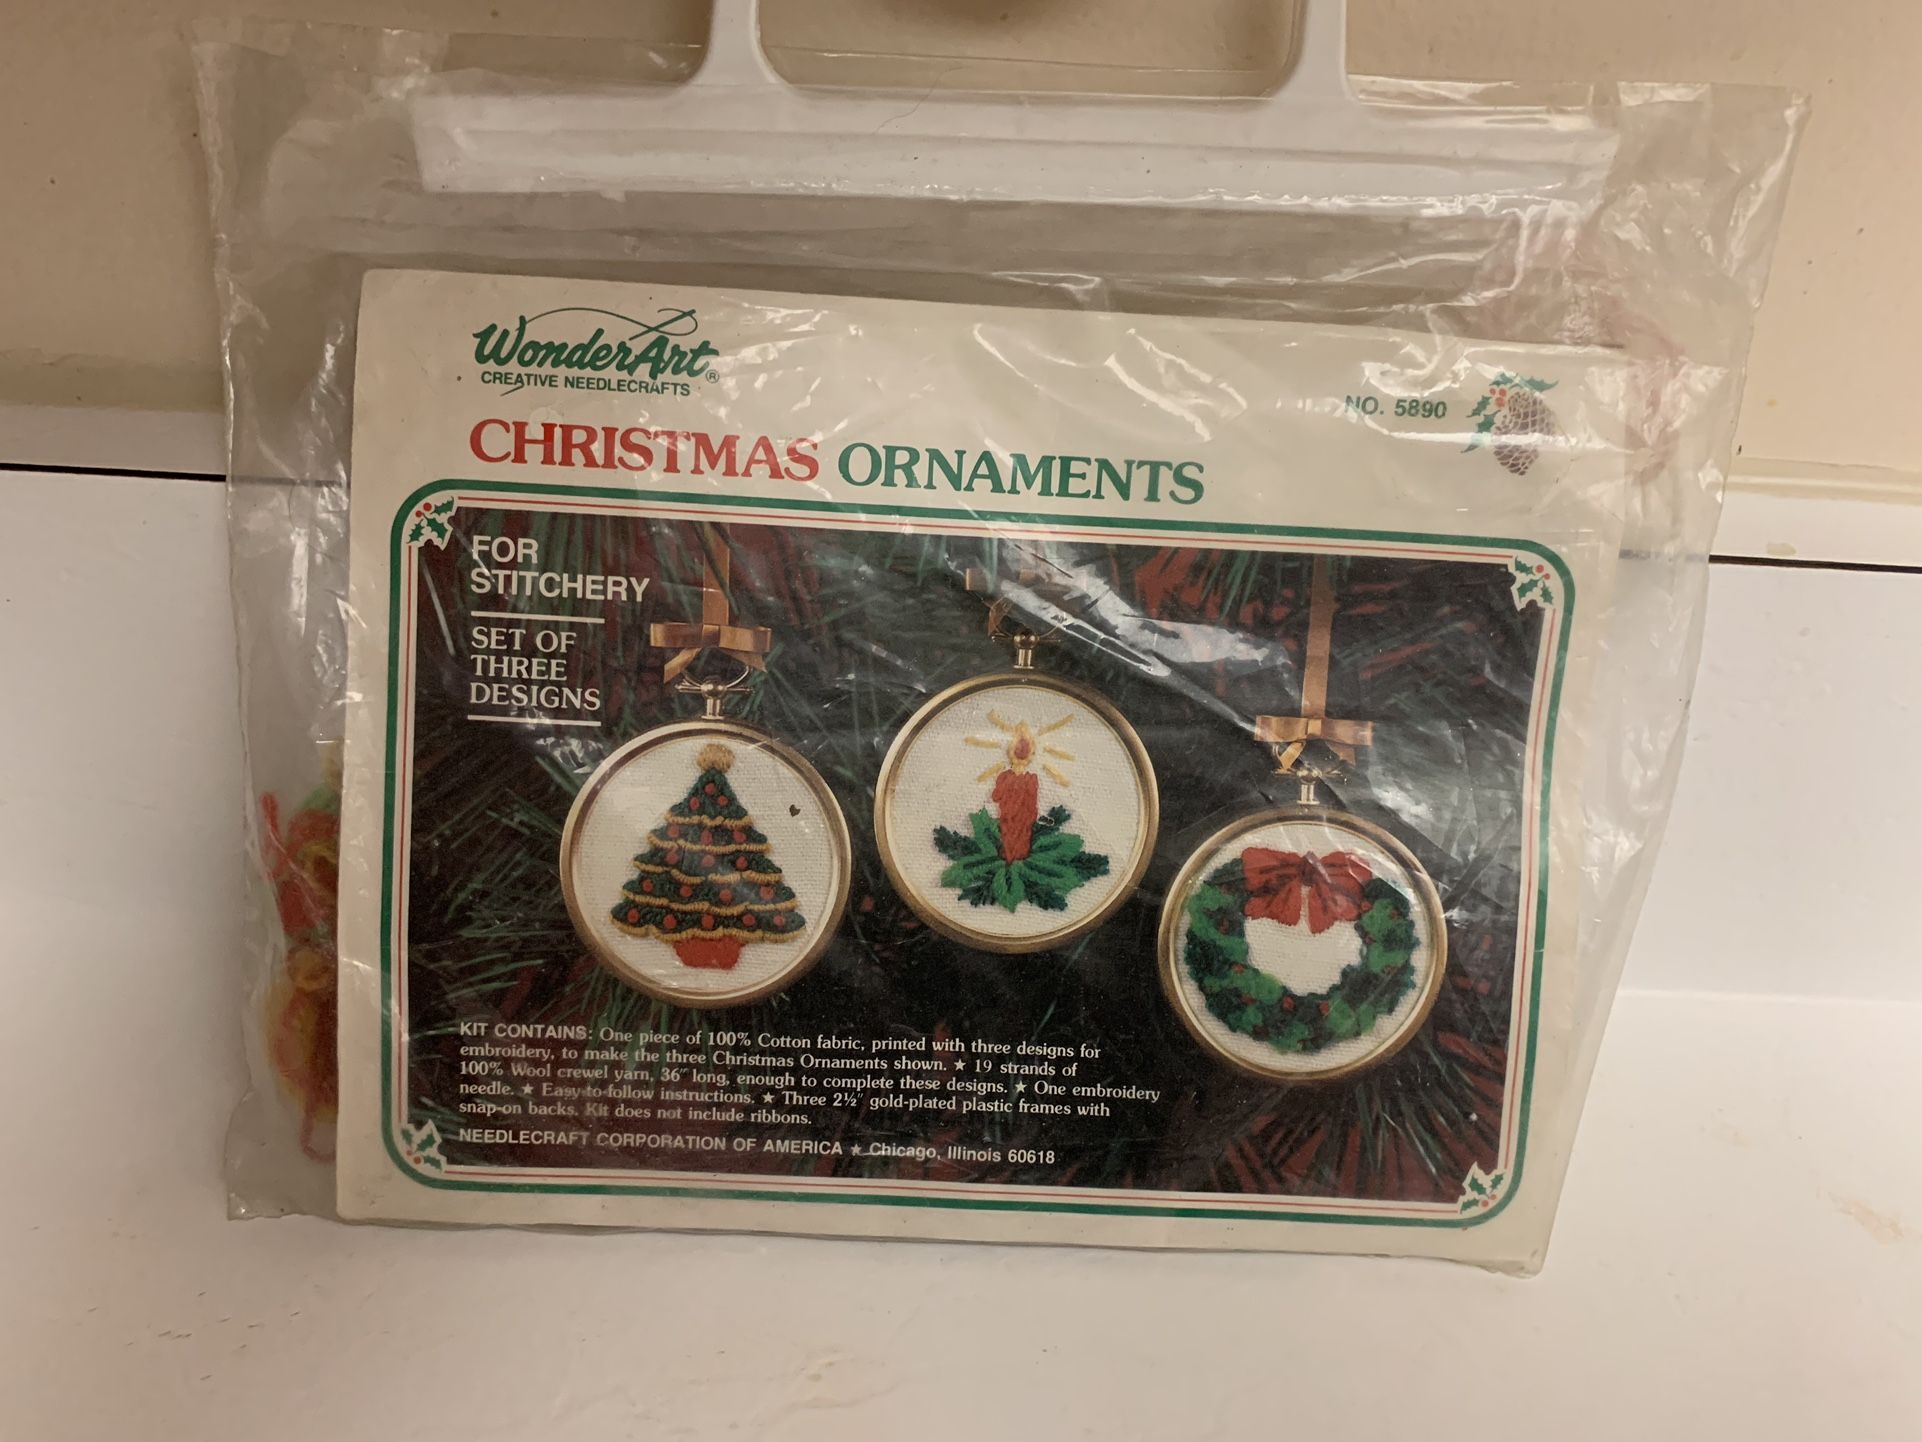 WonderArt®
CREATIVE NEEDLECRAFTS
NO. 5890
CHRISTMAS ORNAMENTS
FOR
STITCHERY
SET OF
THREE
DESIGNS
KIT CONTAINS: One piece of 100% Cotton fabric, printed with three designs for
embroidery, to make the three Christmas Ornaments shown. ★ 19 strands of
100% Wool crewel yarn, 36″ long, enough to complete these designs. ★ One embroidery
needle. ★ Easy-to-follow instructions. ★ Three 2½″ gold-plated plastic frames with
snap-on backs. Kit does not include ribbons.
NEEDLECRAFT CORPORATION OF AMERICA ★ Chicago, Illinois 60618